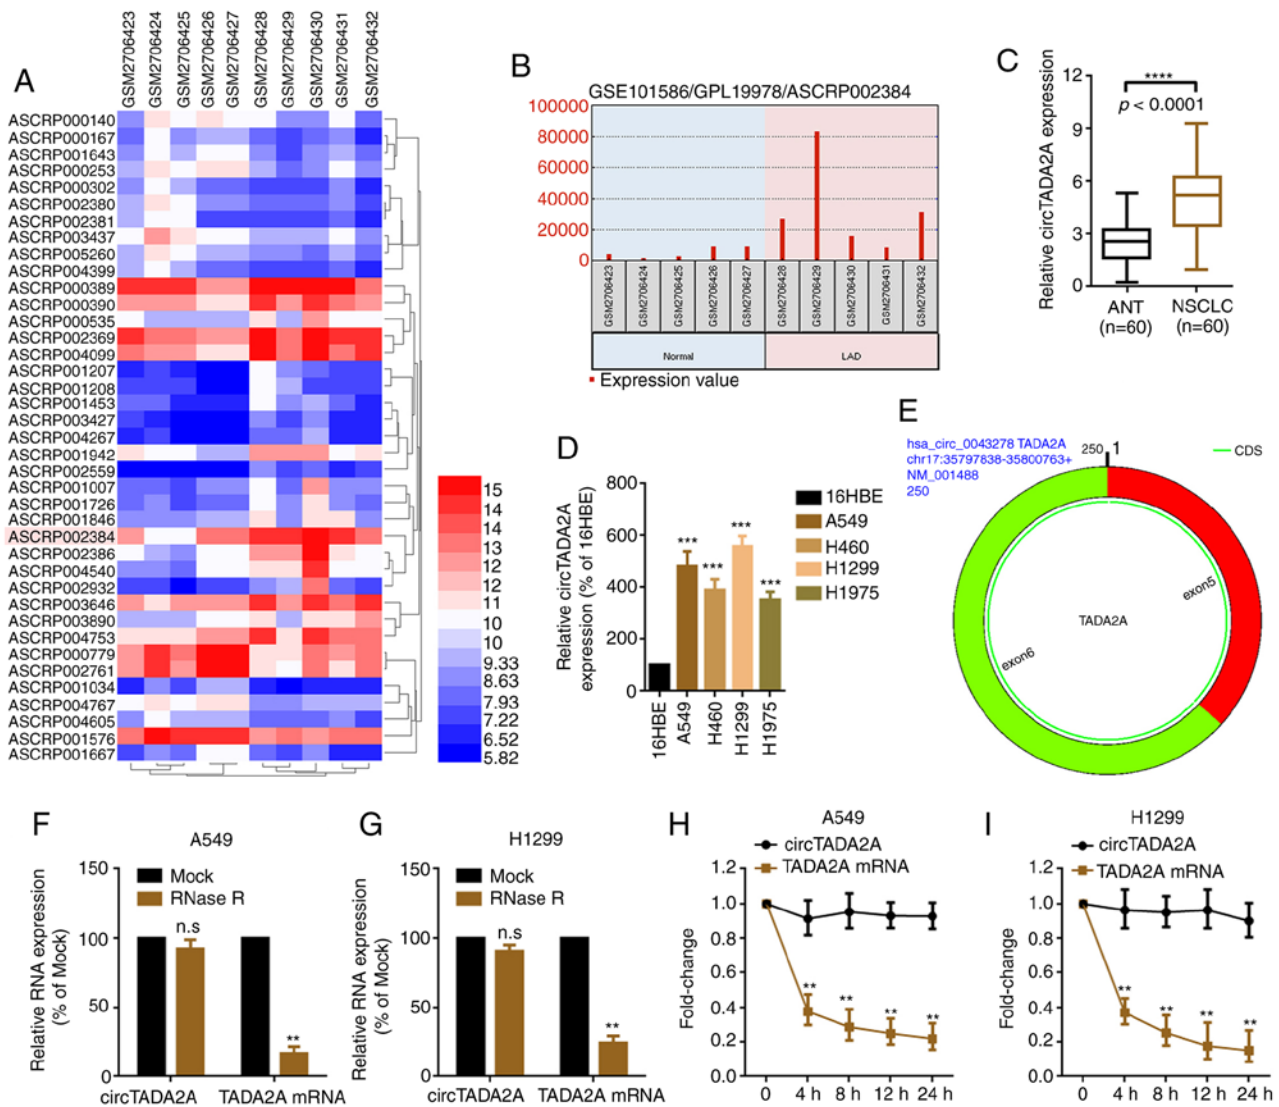 A
GSM2706423
GSM2706424
GSM2706425
GSM2706426
GSM2706427
GSM2706428
GSM2706429
GSM2706430
GSM2706431
GSM2706432
ASCRP000140
ASCRP000167
ASCRP001643
ASCRP000253
ASCRP000302
ASCRP002380
ASCRP002381
ASCRP003437
ASCRP005260
ASCRP004399
ASCRP000389
ASCRP000390
ASCRP000535
ASCRP002369
ASCRP004099
ASCRP001207
ASCRP001208
ASCRP001453
ASCRP003427
ASCRP004267
ASCRP001942
ASCRP002559
ASCRP001007
ASCRP001726
ASCRP001846
ASCRP002384
ASCRP002386
ASCRP004540
ASCRP002932
ASCRP003646
ASCRP003890
ASCRP004753
ASCRP000779
ASCRP002761
ASCRP001034
ASCRP004767
ASCRP004605
ASCRP001576
ASCRP001667
15
14
14
13
12
12
11
10
10
9.33
8.63
7.93
7.22
6.52
5.82
B
GSE101586/GPL19978/ASCRP002384
100000
80000
60000
40000
20000
0
GSM2706423
GSM2706424
GSM2706425
GSM2706426
GSM2706427
GSM2706428
GSM2706429
GSM2706430
GSM2706431
GSM2706432
Normal
LAD
Expression value
C
Relative circTADA2A expression
12
9
6
3
0
****
p < 0.0001
ANT
(n=60)
NSCLC
(n=60)
D
Relative circTADA2A
expression (% of 16HBE)
800
600
400
200
0
***
***
***
***
16HBE
A549
H460
H1299
H1975
16HBE
A549
H460
H1299
H1975
E
hsa_circ_0043278 TADA2A
chr17:35797838-35800763+
NM_001488
250
250
1
CDS
exon5
TADA2A
exon6
F
A549
Relative RNA expression
(% of Mock)
150
100
50
0
Mock
RNase R
n.s
**
circTADA2A
TADA2A mRNA
G
H1299
Relative RNA expression
(% of Mock)
150
100
50
0
Mock
RNase R
n.s
**
circTADA2A
TADA2A mRNA
H
A549
circTADA2A
TADA2A mRNA
Fold-change
1.2
1.0
0.8
0.6
0.4
0.2
0.0
**
**
**
**
0
4 h
8 h
12 h
24 h
I
H1299
circTADA2A
TADA2A mRNA
Fold-change
1.2
1.0
0.8
0.6
0.4
0.2
0.0
**
**
**
**
0
4 h
8 h
12 h
24 h